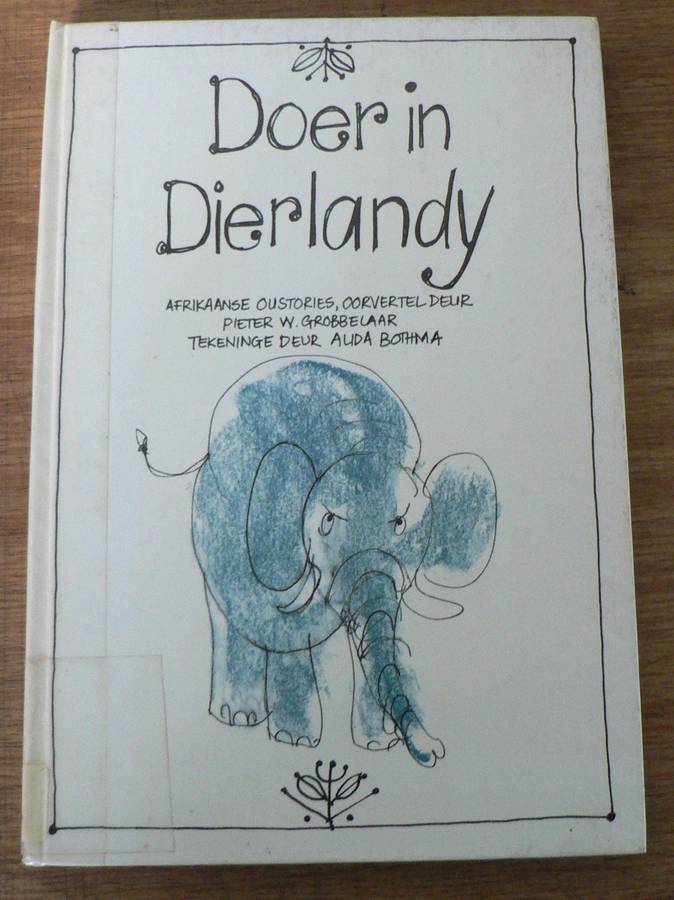 Doer in
Dierlandy
AFRIKAANSE OUSTORIES, OORVERTEL DEUR
PIETER W. GROBBELAAR
TEKENINGE DEUR ALIDA BOTHMA